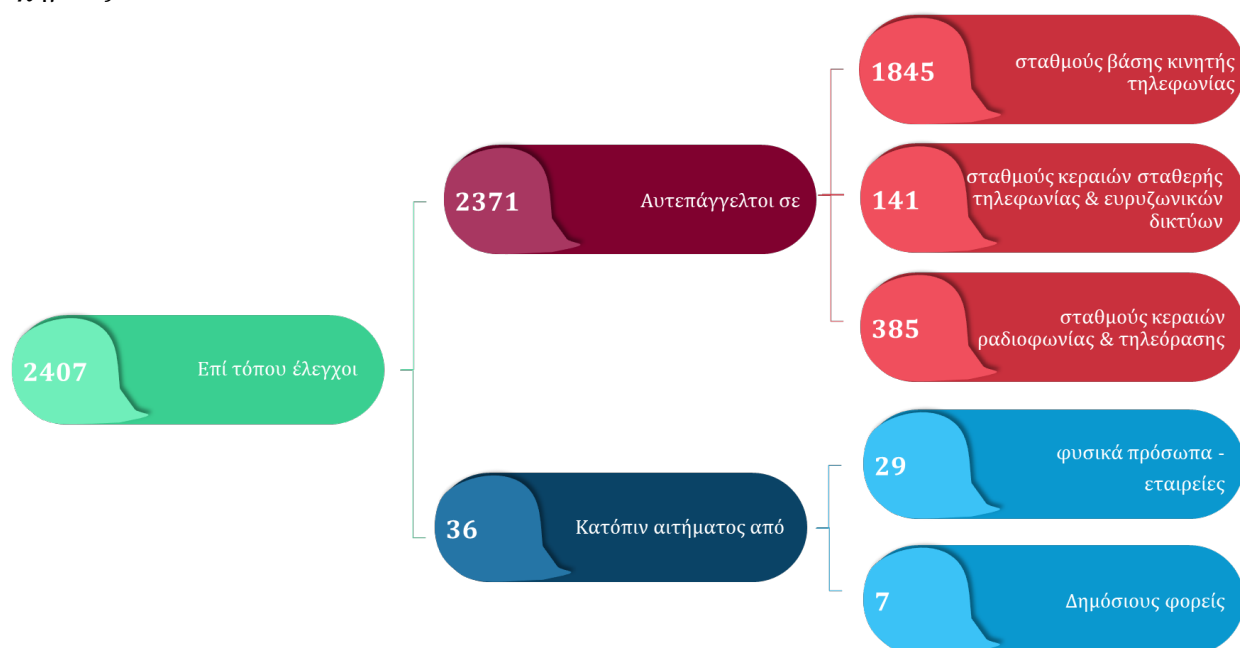 2407
Επί τόπου έλεγχοι
2371
Αυτεπάγγελτοι σε
1845
σταθμούς βάσης κινητής
τηλεφωνίας
141
σταθμούς κεραιών σταθερής
τηλεφωνίας & ευρυζωνικών
δικτύων
385
σταθμούς κεραιών
ραδιοφωνίας & τηλεόρασης
36
Κατόπιν αιτήματος από
29
φυσικά πρόσωπα -
εταιρείες
7
Δημόσιους φορείς